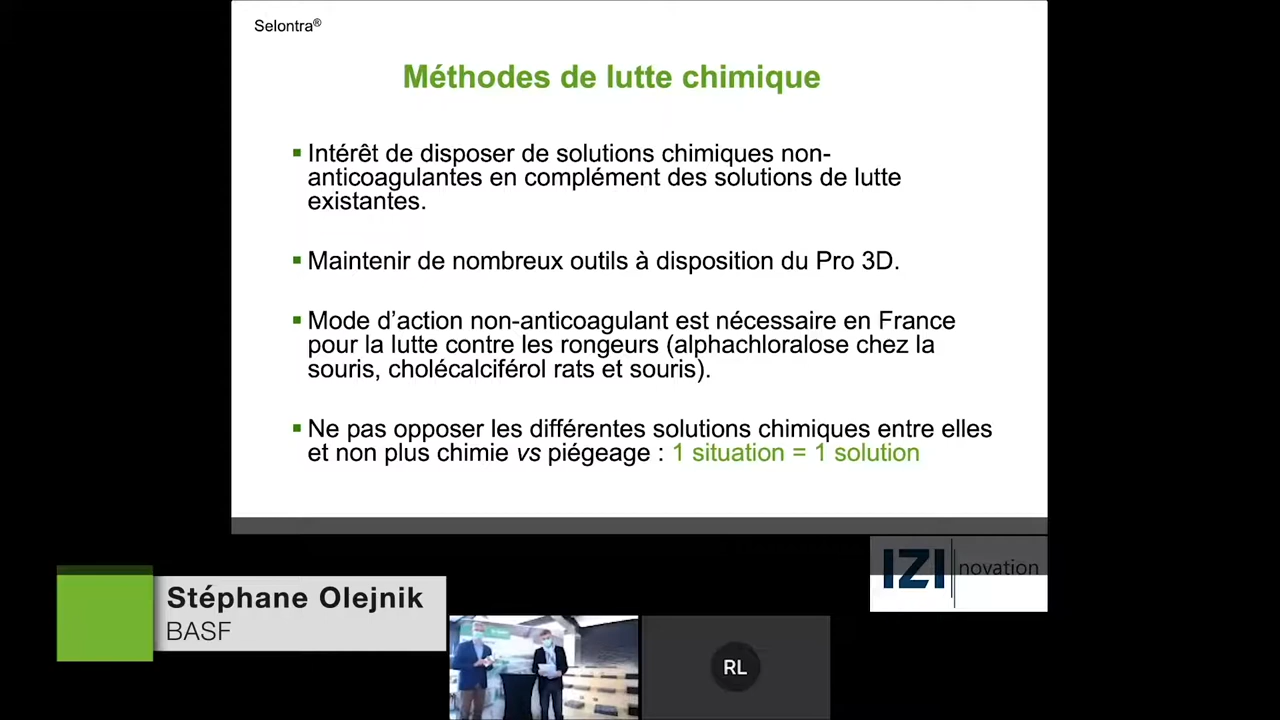 Selontra®
Méthodes de lutte chimique
Intérêt de disposer de solutions chimiques non-
anticoagulantes en complément des solutions de lutte
existantes.
Maintenir de nombreux outils à disposition du Pro 3D.
Mode d’action non-anticoagulant est nécessaire en France
pour la lutte contre les rongeurs (alphachloralose chez la
souris, cholécalciférol rats et souris).
Ne pas opposer les différentes solutions chimiques entre elles
et non plus chimie vs piégeage : 1 situation = 1 solution
IZI novation
Stéphane Olejnik
BASF
RL